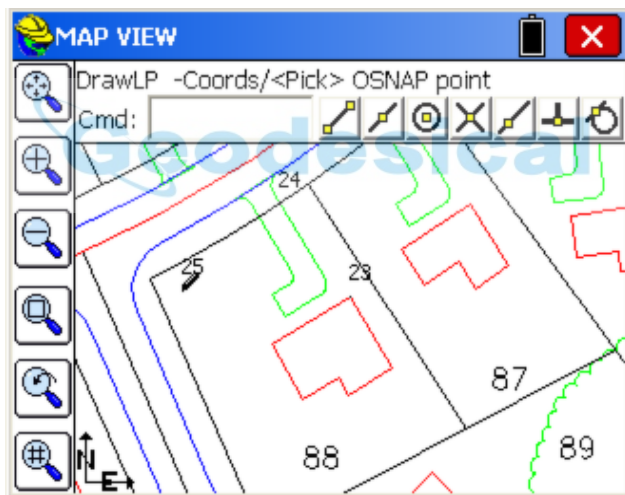 MAP VIEW
DrawLP -Coords/<Pick> OSNAP point
Cmd:
Geodesical
24
25
23
87
88
89
N
E